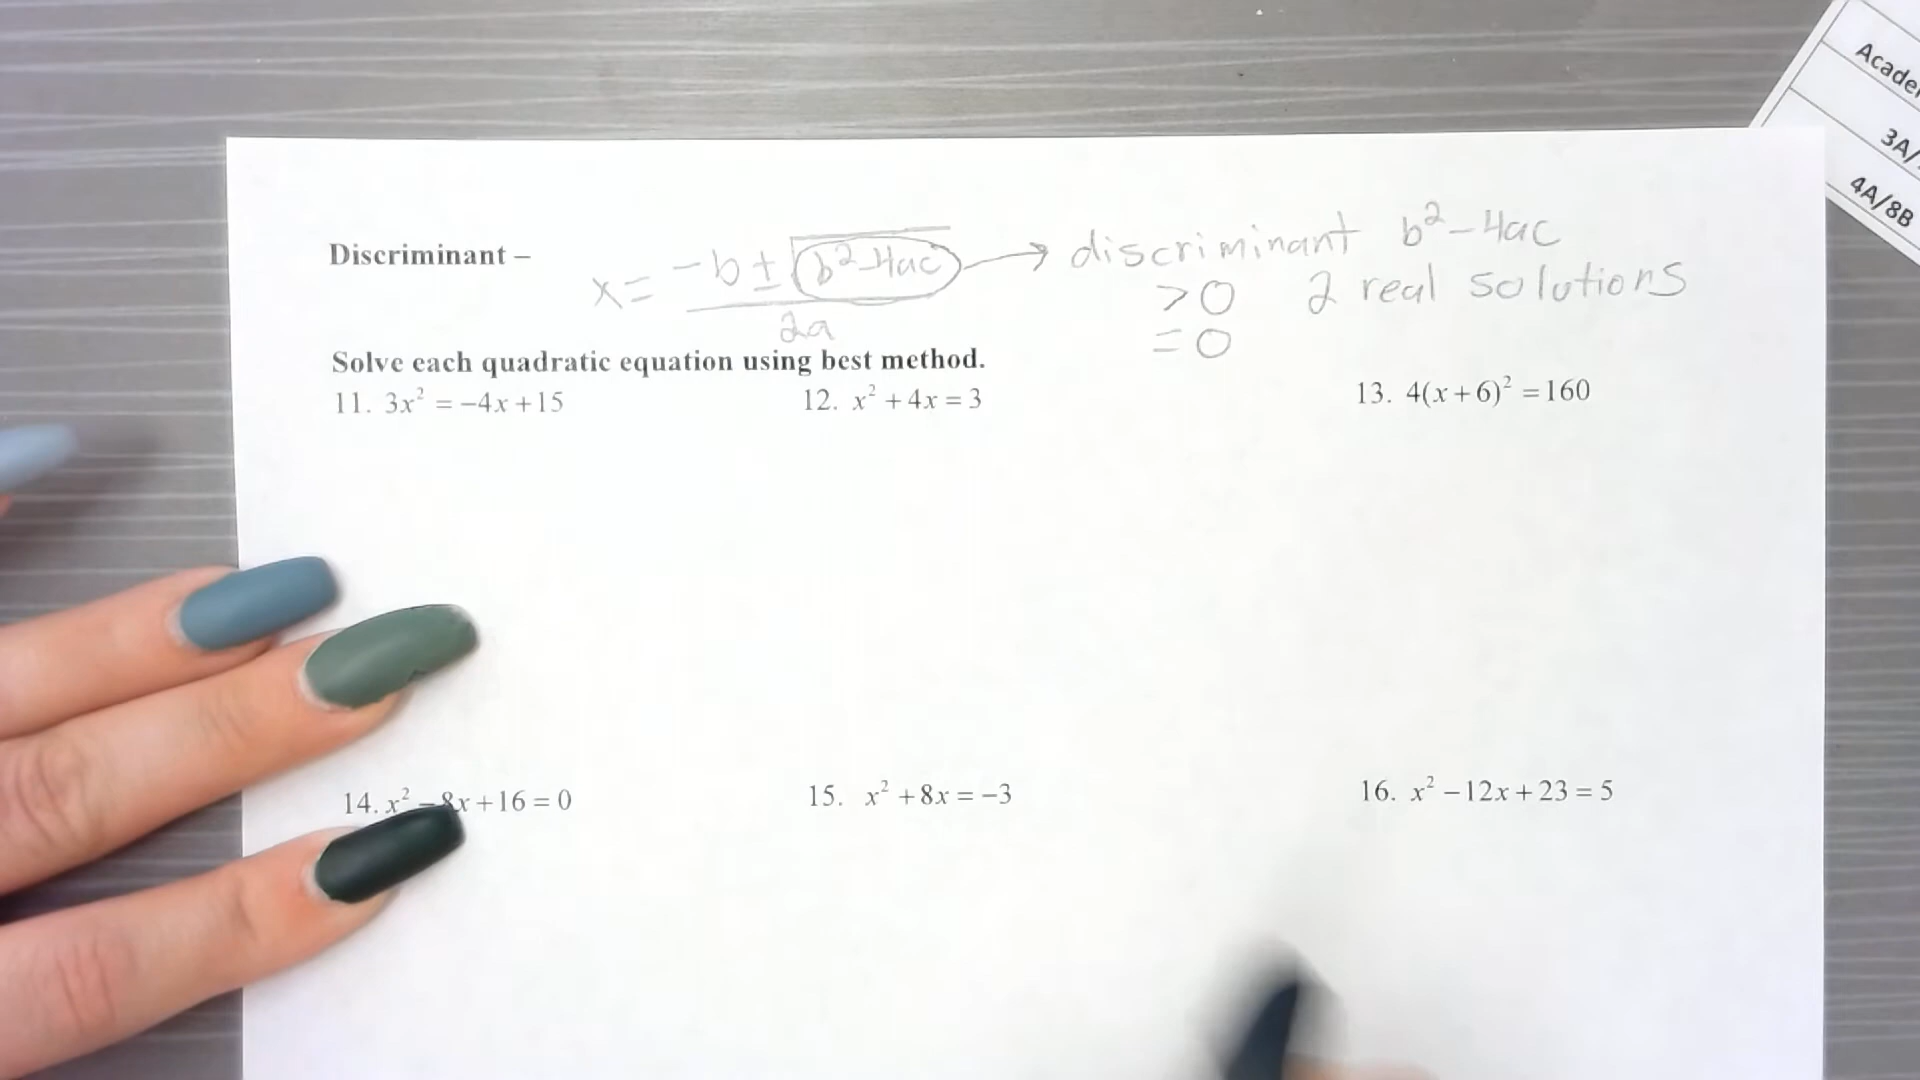 Acade
3A/
4A/8B
Discriminant – x = -b ± √b²-4ac / 2a → discriminant b²-4ac
>0 2 real solutions
=0
Solve each quadratic equation using best method.
11. 3x² = −4x+15 12. x² + 4x = 3 13. 4(x+6)² = 160
14. x² − 8x+16 = 0 15. x² +8x = −3 16. x² −12x+23 = 5